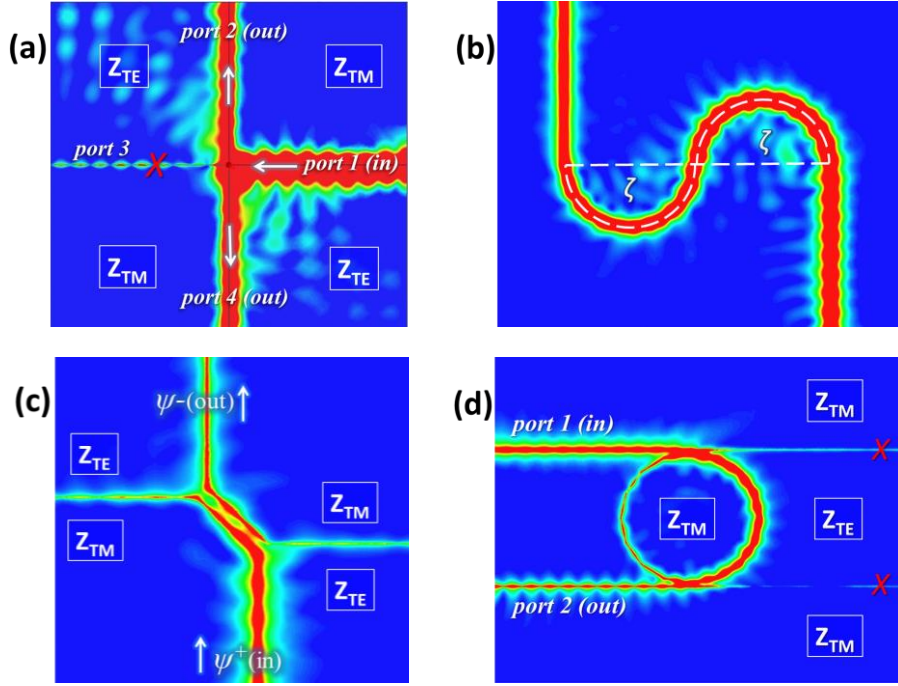 (a)
port 2 (out)
Z_TE
Z_TM
port 3
X
port 1 (in)
Z_TM
Z_TE
port 4 (out)
(b)
ζ
ζ
(c)
ψ-(out)
Z_TE
Z_TM
Z_TM
Z_TE
ψ⁺(in)
(d)
Z_TM
port 1 (in)
X
Z_TM
Z_TE
X
port 2 (out)
Z_TM